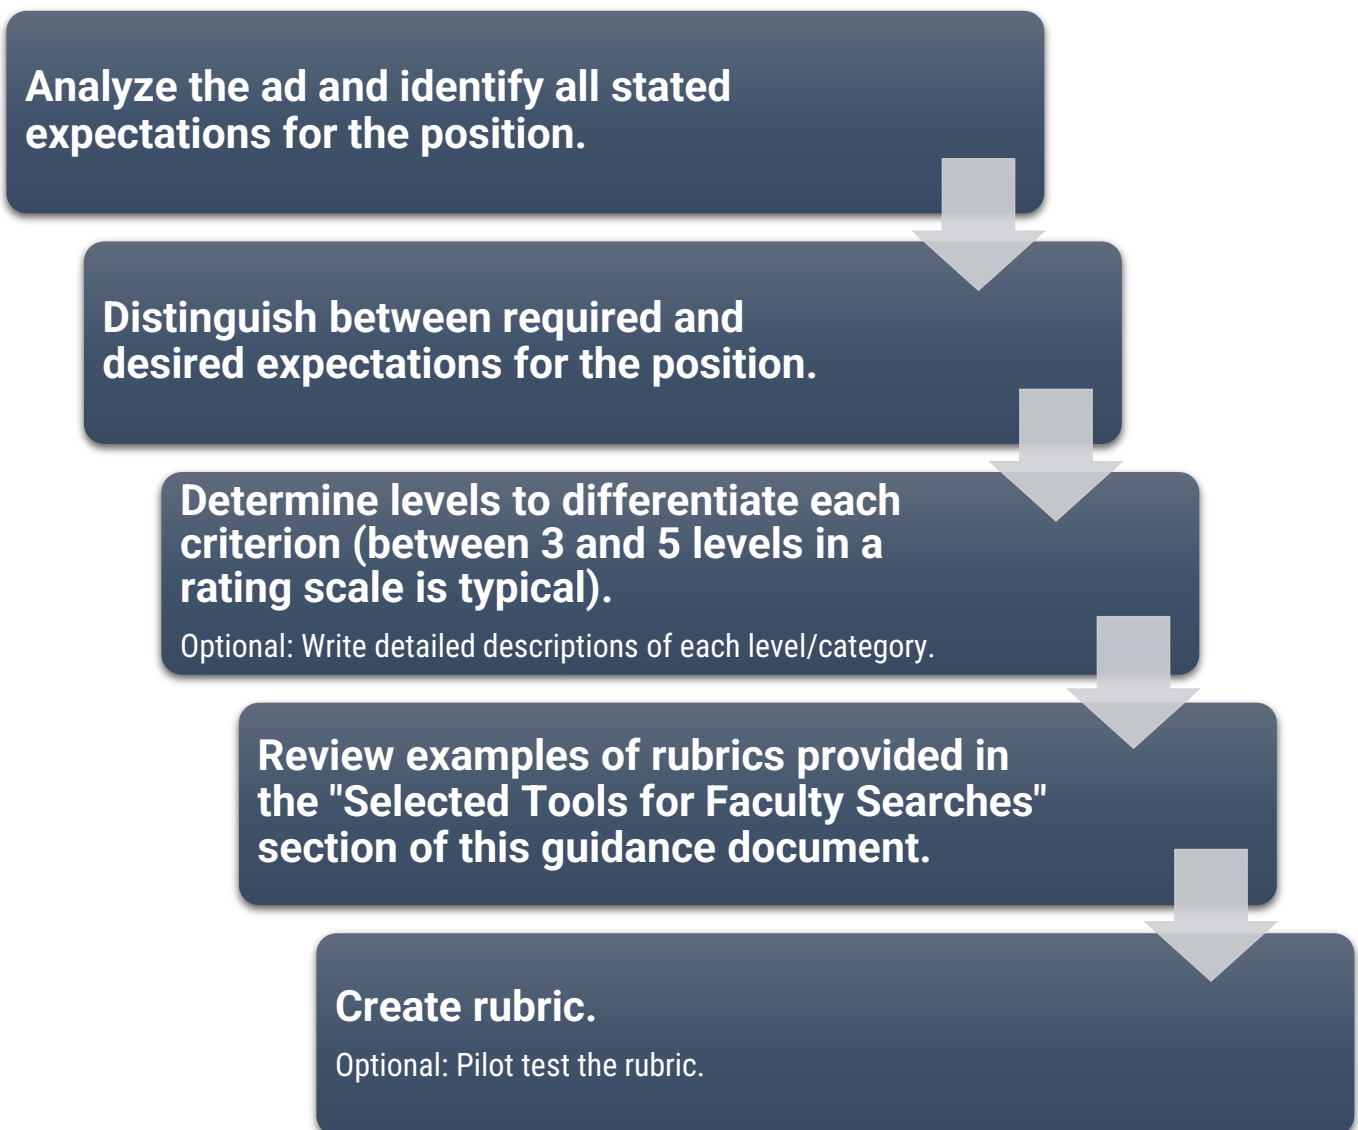 Analyze the ad and identify all stated
expectations for the position.
Distinguish between required and
desired expectations for the position.
Determine levels to differentiate each
criterion (between 3 and 5 levels in a
rating scale is typical).
Optional: Write detailed descriptions of each level/category.
Review examples of rubrics provided in
the "Selected Tools for Faculty Searches"
section of this guidance document.
Create rubric.
Optional: Pilot test the rubric.